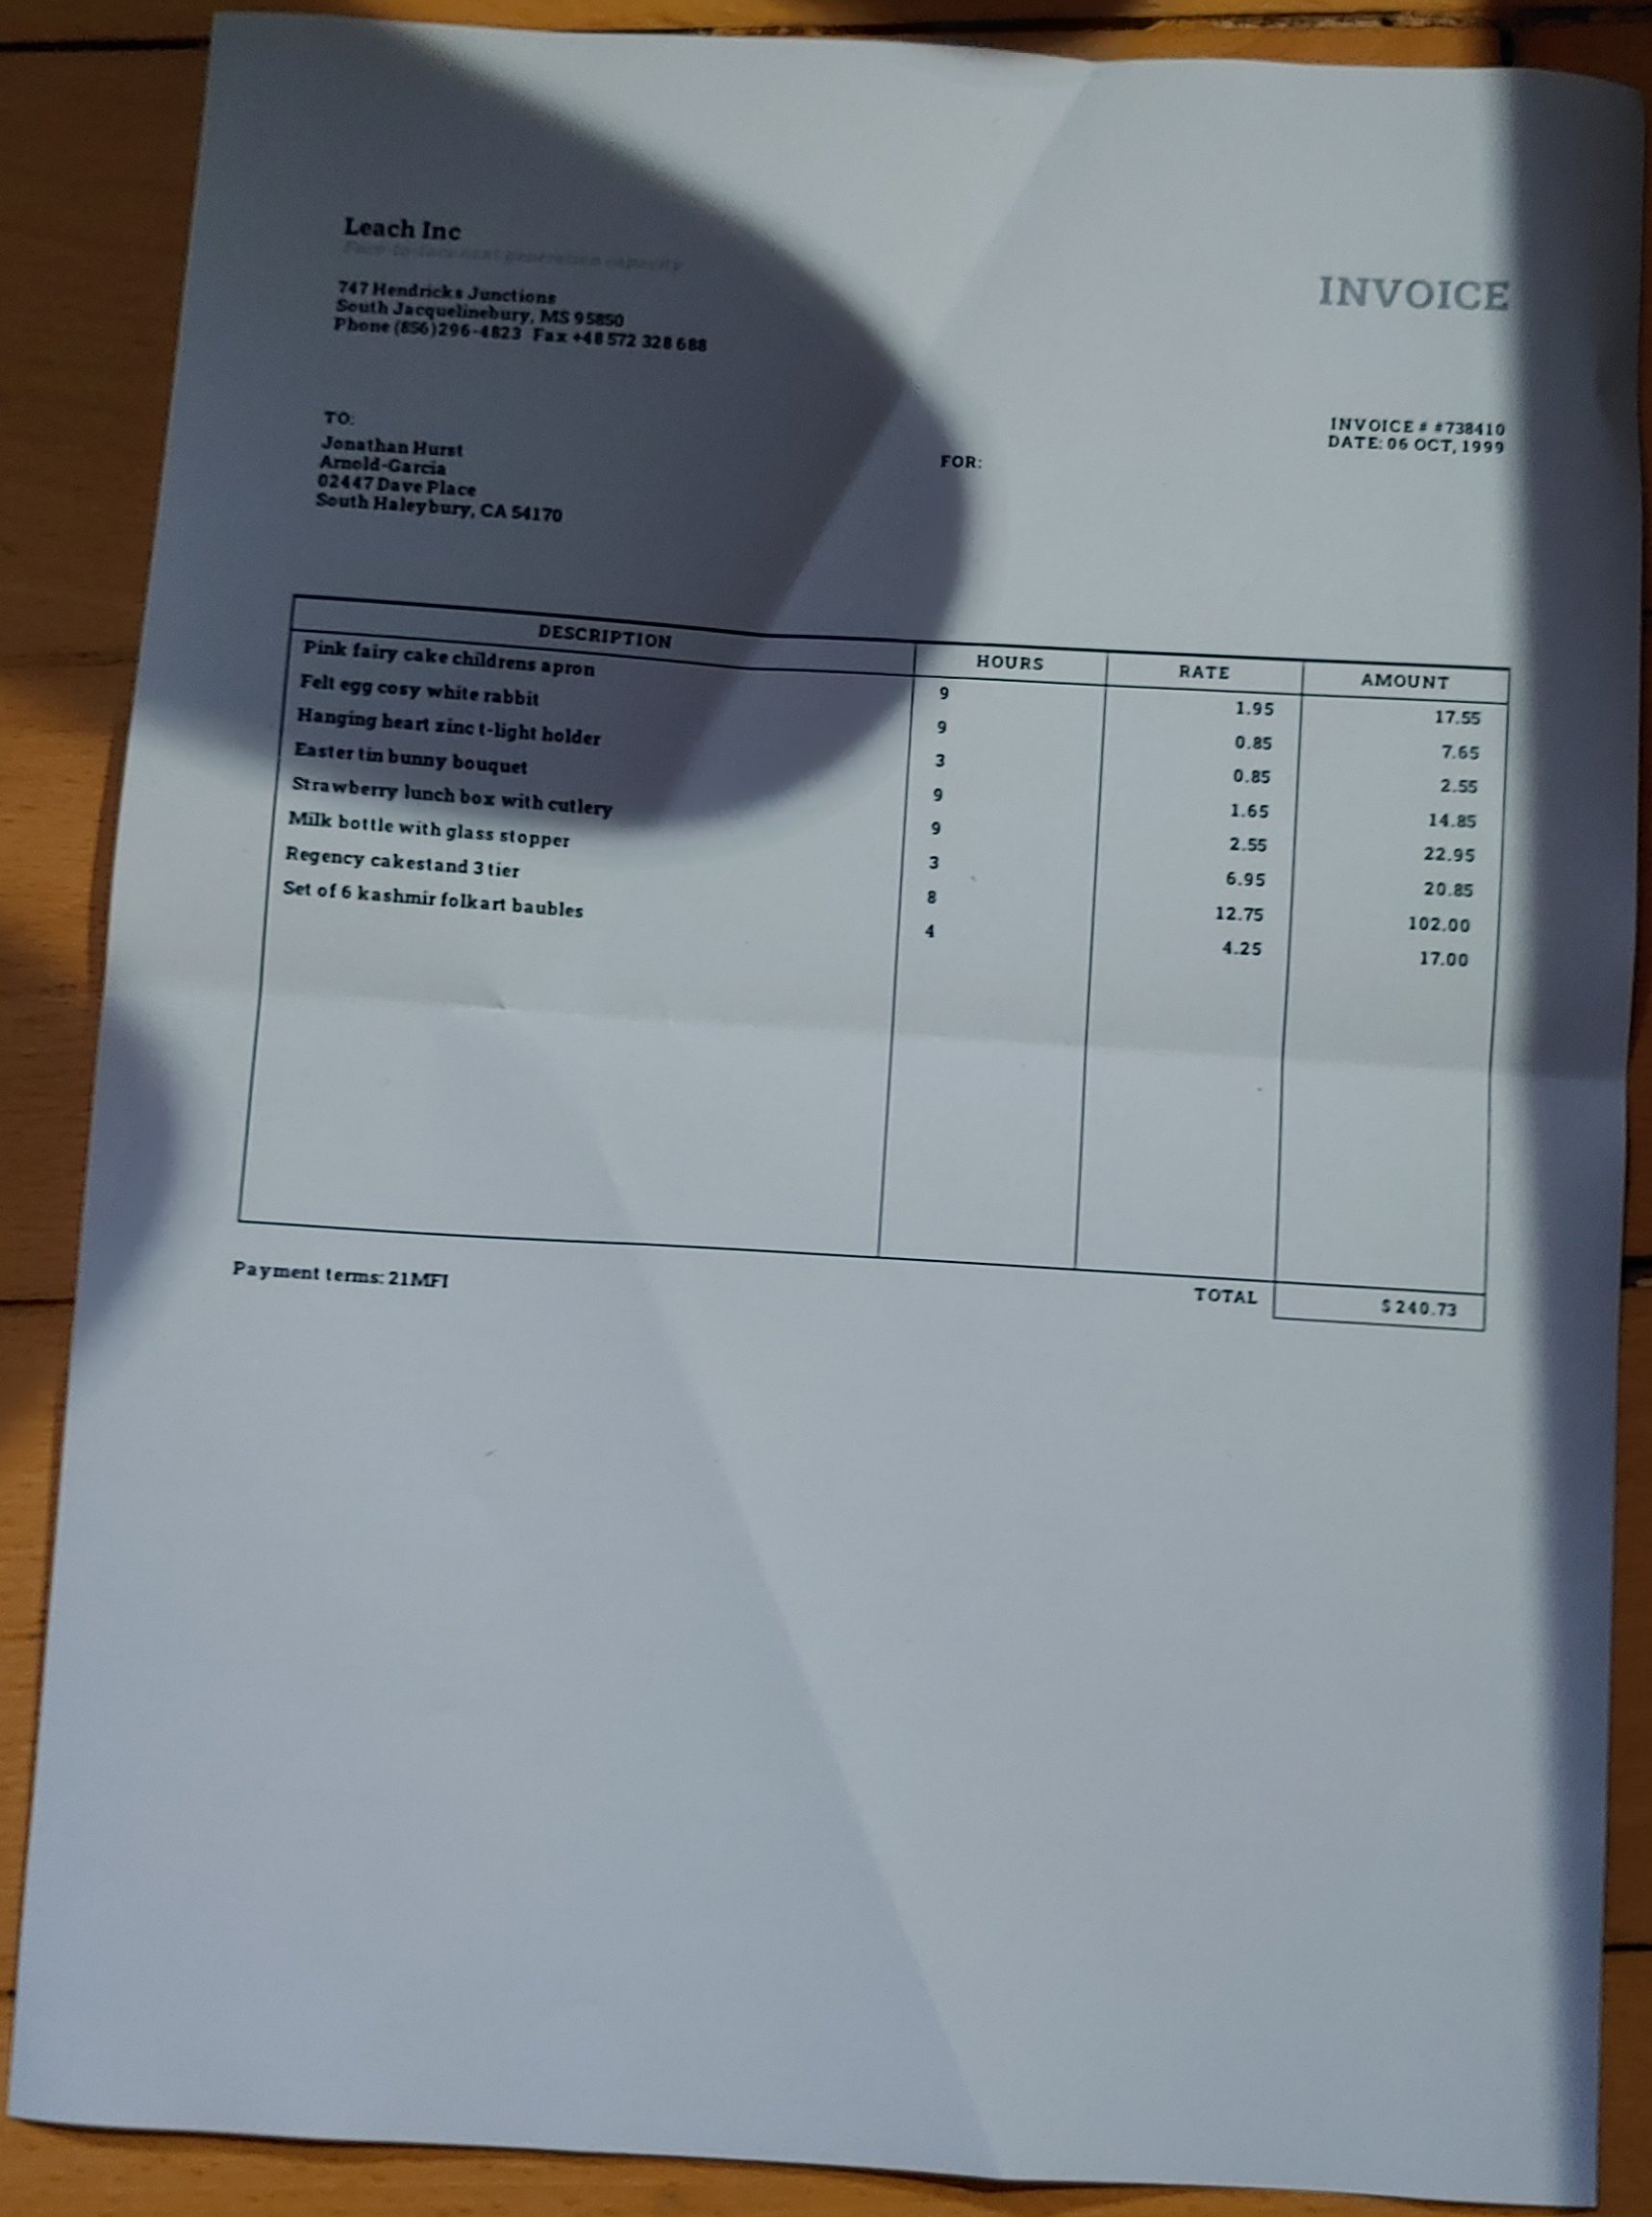 Leach Inc
Face-to-face next generation capacity
747 Hendricks Junctions
South Jacquelinebury, MS 95850
Phone (856)296-4823 Fax +48 572 328 688
INVOICE
INVOICE # #738410
DATE: 06 OCT, 1999
TO:
Jonathan Hurst
Arnold-Garcia
02447 Dave Place
South Haleybury, CA 54170
FOR:
DESCRIPTION HOURS RATE AMOUNT
Pink fairy cake childrens apron 9 1.95 17.55
Felt egg cosy white rabbit 9 0.85 7.65
Hanging heart zinc t-light holder 3 0.85 2.55
Easter tin bunny bouquet 9 1.65 14.85
Strawberry lunch box with cutlery 9 2.55 22.95
Milk bottle with glass stopper 3 6.95 20.85
Regency cakestand 3 tier 8 12.75 102.00
Set of 6 kashmir folkart baubles 4 4.25 17.00
Payment terms: 21MFI
TOTAL $ 240.73